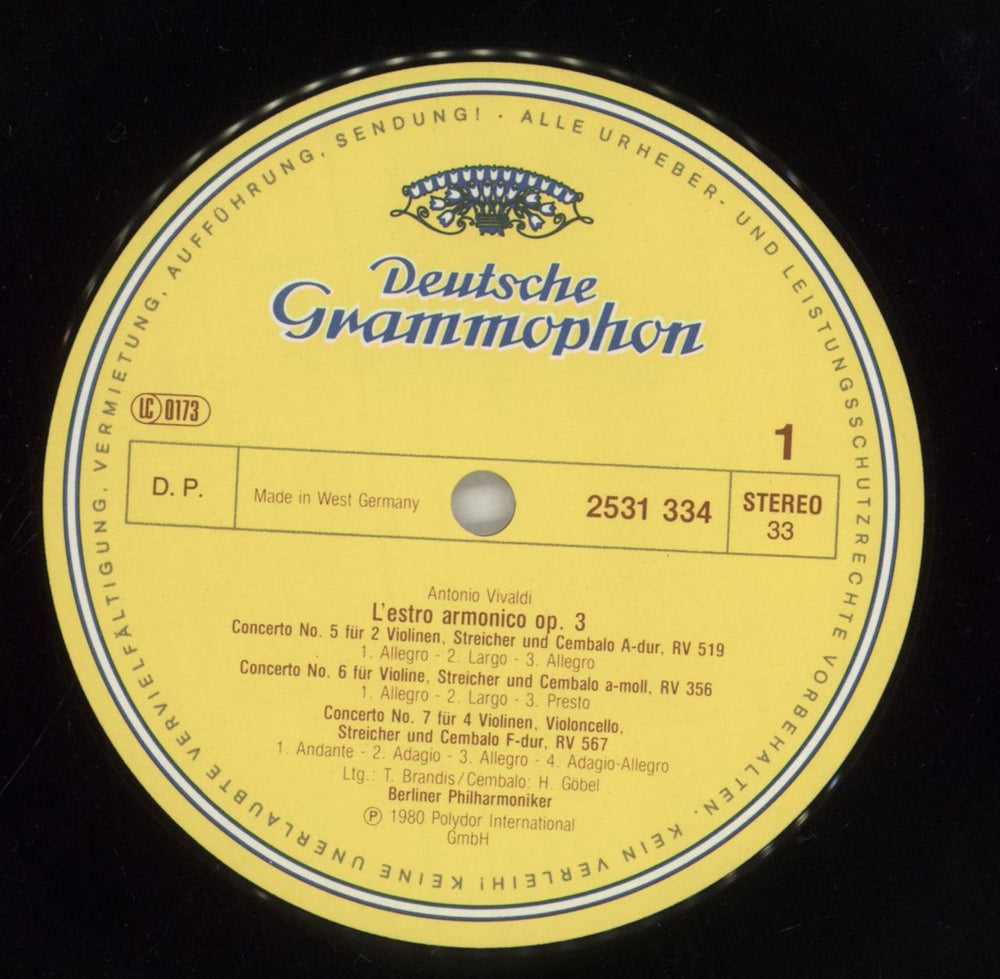 ALLE URHEBER- UND LEISTUNGSSCHUTZRECHTE VORBEHALTEN. KEIN VERLEIH! KEINE UNERLAUBTE VERVIELFÄLTIGUNG, VERMIETUNG, AUFFÜHRUNG, SENDUNG! ·
Deutsche
Grammophon
LC 0173
1
D. P.
Made in West Germany
2531 334
STEREO
33
Antonio Vivaldi
L'estro armonico op. 3
Concerto No. 5 für 2 Violinen, Streicher und Cembalo A-dur, RV 519
1. Allegro - 2. Largo - 3. Allegro
Concerto No. 6 für Violine, Streicher und Cembalo a-moll, RV 356
1. Allegro - 2. Largo - 3. Presto
Concerto No. 7 für 4 Violinen, Violoncello,
Streicher und Cembalo F-dur, RV 567
1. Andante - 2. Adagio - 3. Allegro - 4. Adagio-Allegro
Ltg.: T. Brandis/Cembalo: H. Göbel
Berliner Philharmoniker
Ⓟ 1980 Polydor International
GmbH